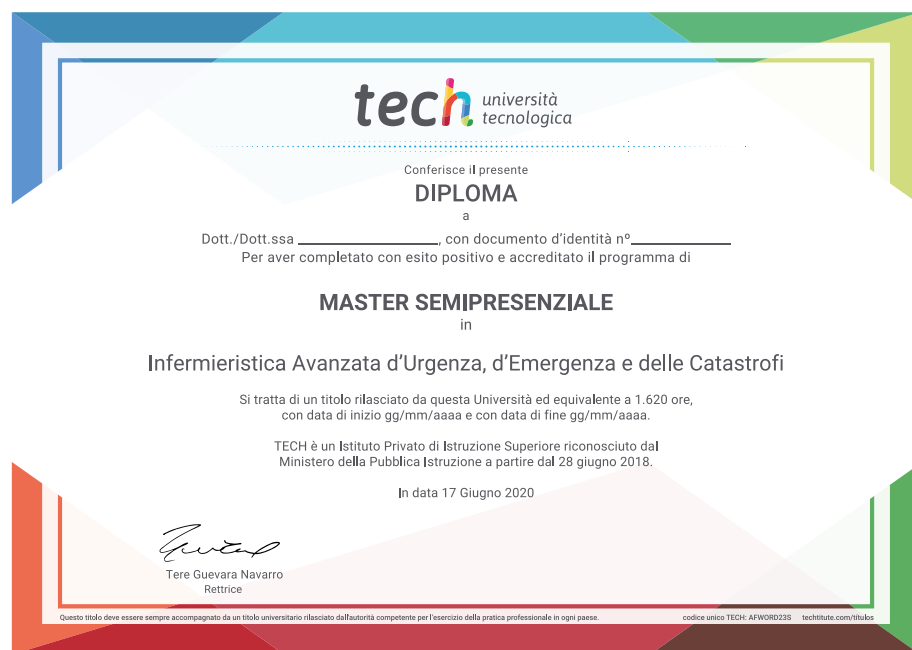 tech università
tecnologica
Conferisce il presente
DIPLOMA
a
Dott./Dott.ssa ________________, con documento d'identità nº____________
Per aver completato con esito positivo e accreditato il programma di
MASTER SEMIPRESENZIALE
in
Infermieristica Avanzata d'Urgenza, d'Emergenza e delle Catastrofi
Si tratta di un titolo rilasciato da questa Università ed equivalente a 1.620 ore,
con data di inizio gg/mm/aaaa e con data di fine gg/mm/aaaa.
TECH è un Istituto Privato di Istruzione Superiore riconosciuto dal
Ministero della Pubblica Istruzione a partire dal 28 giugno 2018.
In data 17 Giugno 2020
Tere Guevara Navarro
Rettrice
Questo titolo deve essere sempre accompagnato da un titolo universitario rilasciato dall'autorità competente per l'esercizio della pratica professionale in ogni paese. codice unico TECH: AFWORD23S techtitute.com/titulos